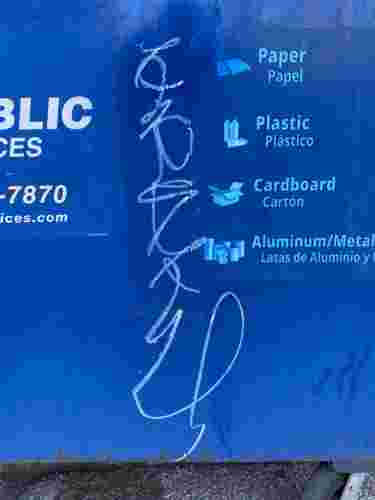 BLIC
CES
-7870
ices.com
Paper
Papel
Plastic
Plástico
Cardboard
Cartón
Aluminum/Metal
Latas de Aluminio y